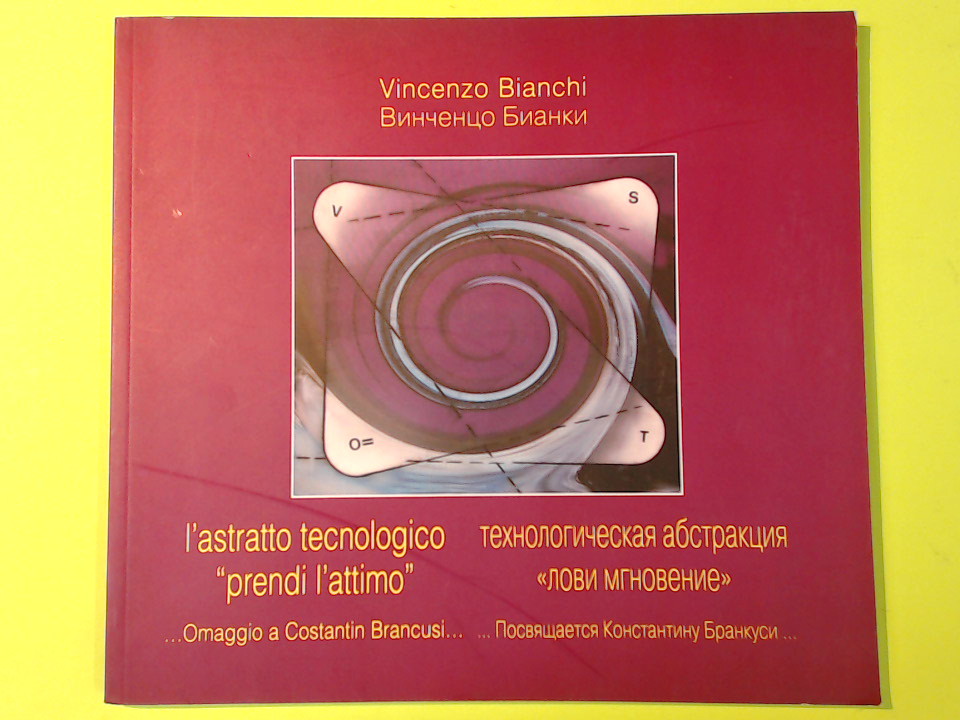 Vincenzo Bianchi
Винченцо Бианки
V
S
O=
T
l'astratto tecnologico
"prendi l'attimo"
технологическая абстракция
«лови мгновение»
...Omaggio a Costantin Brancusi...
... Посвящается Константину Бранкуси ...